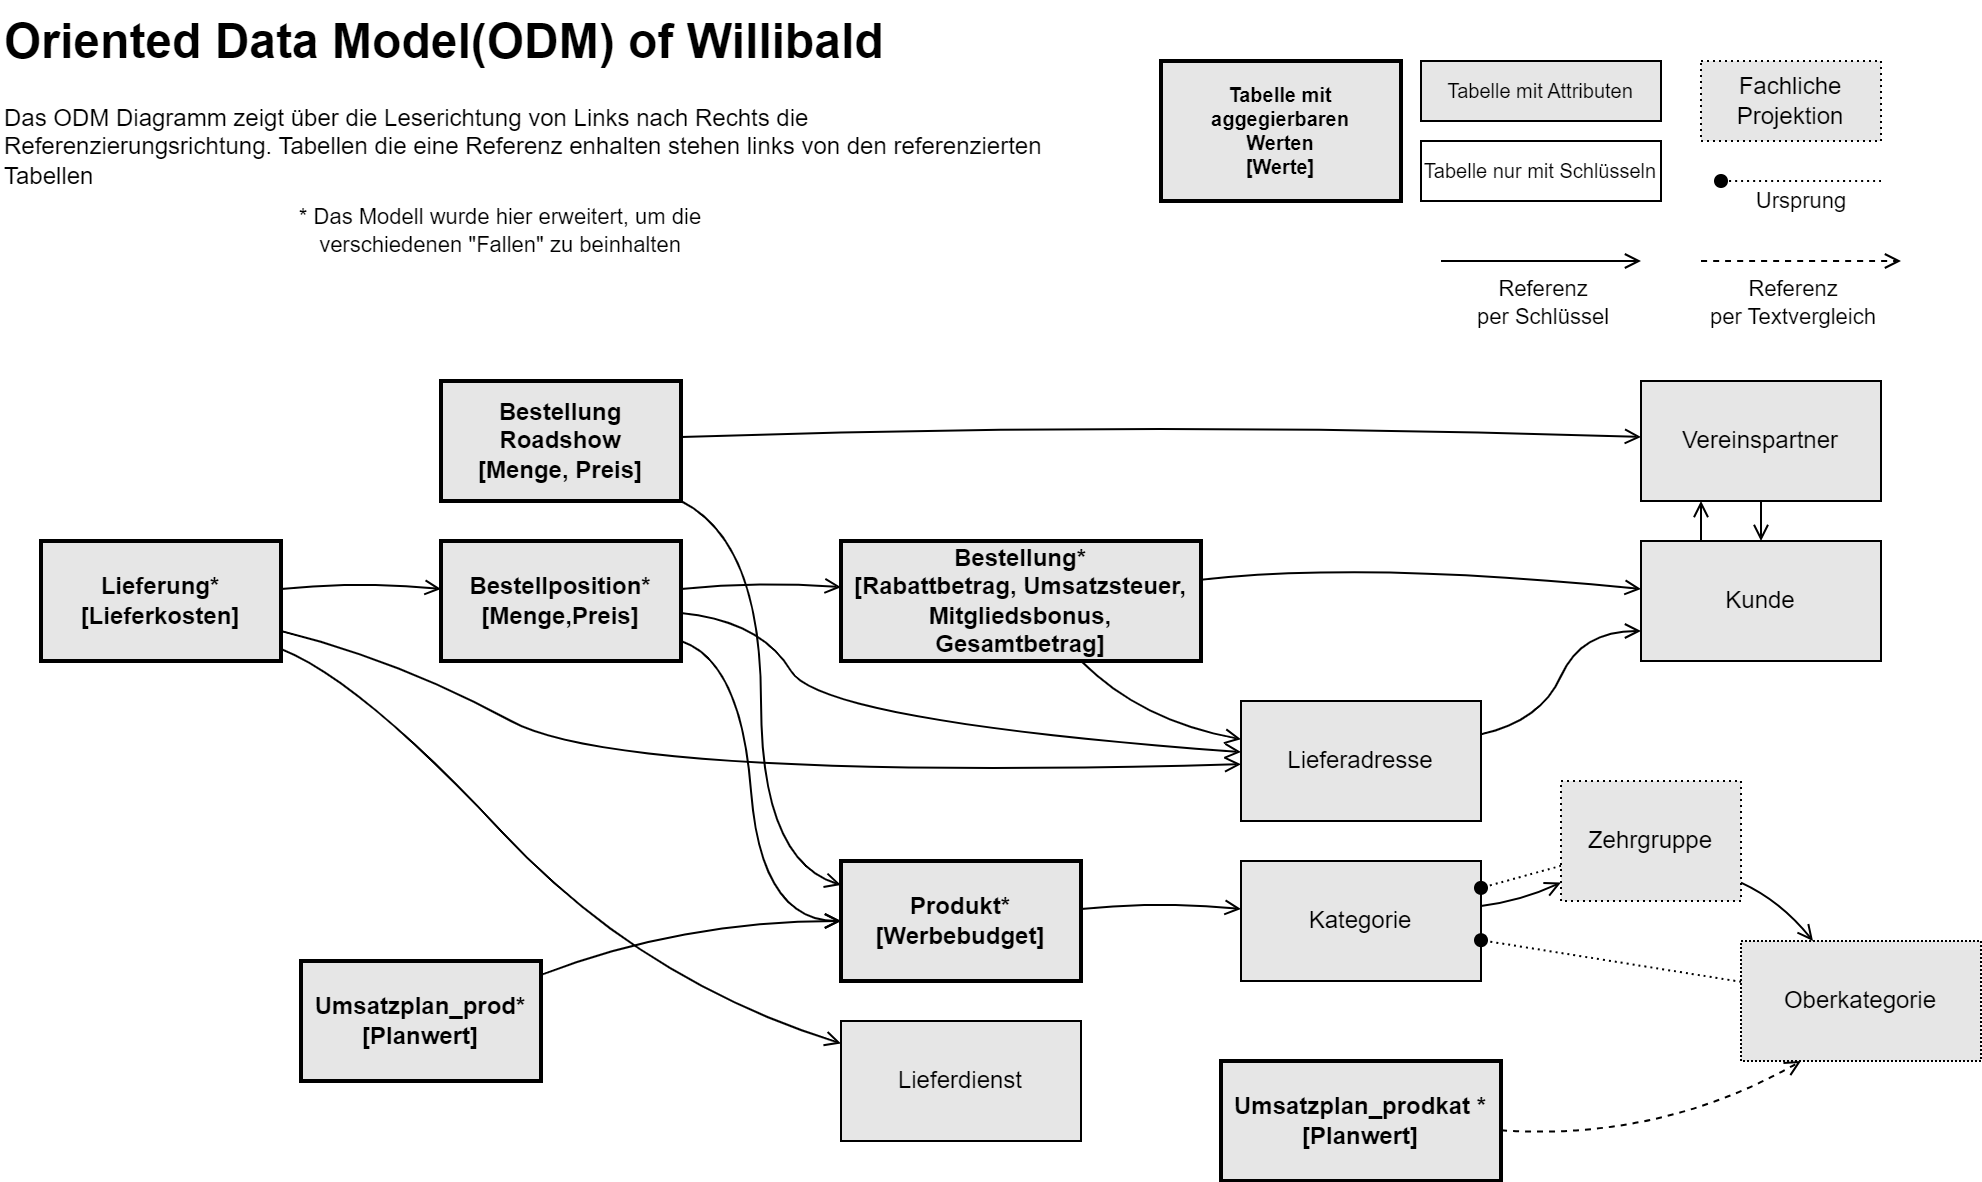 Oriented Data Model(ODM) of Willibald
Das ODM Diagramm zeigt über die Leserichtung von Links nach Rechts die
Referenzierungsrichtung. Tabellen die eine Referenz enhalten stehen links von den referenzierten
Tabellen
* Das Modell wurde hier erweitert, um die
verschiedenen "Fallen" zu beinhalten
Tabelle mit
aggegierbaren
Werten
[Werte]
Tabelle mit Attributen
Tabelle nur mit Schlüsseln
Fachliche
Projektion
Ursprung
Referenz
per Schlüssel
Referenz
per Textvergleich
Bestellung
Roadshow
[Menge, Preis]
Vereinspartner
Lieferung*
[Lieferkosten]
Bestellposition*
[Menge,Preis]
Bestellung*
[Rabattbetrag, Umsatzsteuer,
Mitgliedsbonus,
Gesamtbetrag]
Kunde
Lieferadresse
Zehrgruppe
Produkt*
[Werbebudget]
Kategorie
Oberkategorie
Umsatzplan_prod*
[Planwert]
Lieferdienst
Umsatzplan_prodkat *
[Planwert]